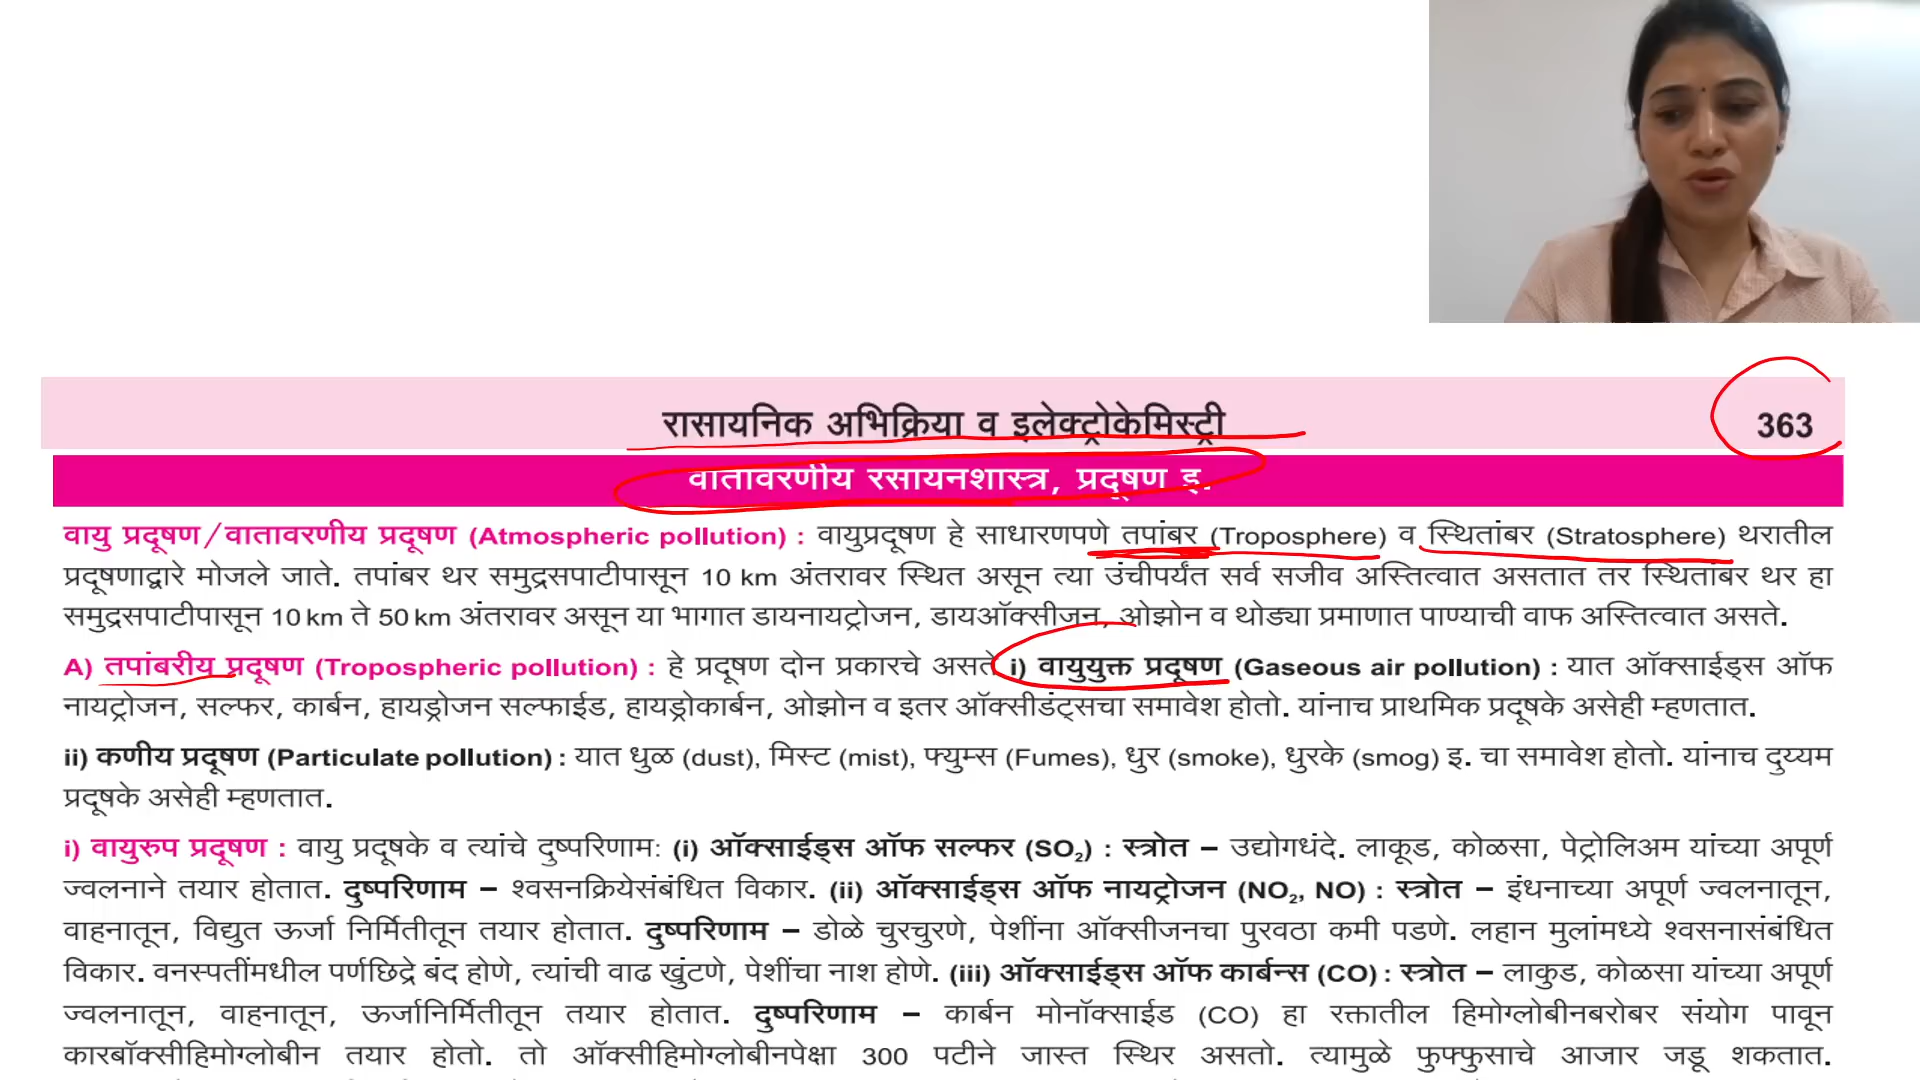 रासायनिक अभिक्रिया व इलेक्ट्रोकेमिस्ट्री 363
वातावरणीय रसायनशास्त्र, प्रदूषण इ.
वायु प्रदूषण/वातावरणीय प्रदूषण (Atmospheric pollution) : वायुप्रदूषण हे साधारणपणे तपांबर (Troposphere) व स्थितांबर (Stratosphere) थरातील
प्रदूषणाद्वारे मोजले जाते. तपांबर थर समुद्रसपाटीपासून 10 km अंतरावर स्थित असून त्या उंचीपर्यंत सर्व सजीव अस्तित्वात असतात तर स्थितांबर थर हा
समुद्रसपाटीपासून 10 km ते 50 km अंतरावर असून या भागात डायनायट्रोजन, डायऑक्सीजन, ओझोन व थोड्या प्रमाणात पाण्याची वाफ अस्तित्वात असते.
A) तपांबरीय प्रदूषण (Tropospheric pollution) : हे प्रदूषण दोन प्रकारचे असते i) वायुयुक्त प्रदूषण (Gaseous air pollution) : यात ऑक्साईड्स ऑफ
नायट्रोजन, सल्फर, कार्बन, हायड्रोजन सल्फाईड, हायड्रोकार्बन, ओझोन व इतर ऑक्सीडंट्सचा समावेश होतो. यांनाच प्राथमिक प्रदूषके असेही म्हणतात.
ii) कणीय प्रदूषण (Particulate pollution) : यात धुळ (dust), मिस्ट (mist), फ्युम्स (Fumes), धुर (smoke), धुरके (smog) इ. चा समावेश होतो. यांनाच दुय्यम
प्रदूषके असेही म्हणतात.
i) वायुरुप प्रदूषण : वायु प्रदूषके व त्यांचे दुष्परिणाम: (i) ऑक्साईड्स ऑफ सल्फर (SO₂) : स्त्रोत – उद्योगधंदे. लाकूड, कोळसा, पेट्रोलिअम यांच्या अपूर्ण
ज्वलनाने तयार होतात. दुष्परिणाम – श्वसनक्रियेसंबंधित विकार. (ii) ऑक्साईड्स ऑफ नायट्रोजन (NO₂, NO) : स्त्रोत – इंधनाच्या अपूर्ण ज्वलनातून,
वाहनातून, विद्युत ऊर्जा निर्मितीतून तयार होतात. दुष्परिणाम – डोळे चुरचुरणे, पेशींना ऑक्सीजनचा पुरवठा कमी पडणे. लहान मुलांमध्ये श्वसनासंबंधित
विकार. वनस्पतींमधील पर्णछिद्रे बंद होणे, त्यांची वाढ खुंटणे, पेशींचा नाश होणे. (iii) ऑक्साईड्स ऑफ कार्बन्स (CO) : स्त्रोत – लाकुड, कोळसा यांच्या अपूर्ण
ज्वलनातून, वाहनातून, ऊर्जानिर्मितीतून तयार होतात. दुष्परिणाम – कार्बन मोनॉक्साईड (CO) हा रक्तातील हिमोग्लोबीनबरोबर संयोग पावून
कारबॉक्सीहिमोग्लोबीन तयार होतो. तो ऑक्सीहिमोग्लोबीनपेक्षा 300 पटीने जास्त स्थिर असतो. त्यामुळे फुफ्फुसाचे आजार जडू शकतात.